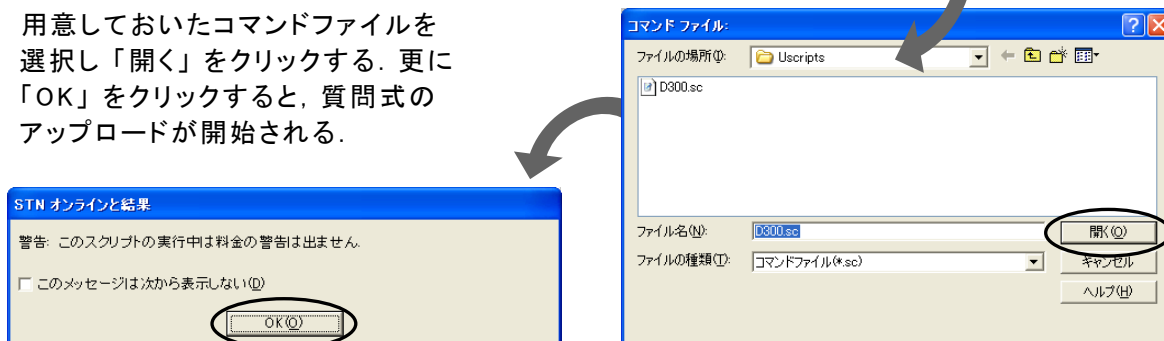 用意しておいたコマンドファイルを
選択し「開く」をクリックする. 更に
「OK」をクリックすると, 質問式の
アップロードが開始される.
コマンド ファイル:
ファイルの場所(I):
Uscripts
D300.sc
ファイル名(N):
D300.sc
開く(O)
ファイルの種類(T):
コマンドファイル(*.sc)
キャンセル
ヘルプ(H)
STN オンラインと結果
警告: このスクリプトの実行中は料金の警告は出ません.
このメッセージは次から表示しない(D)
OK(O)